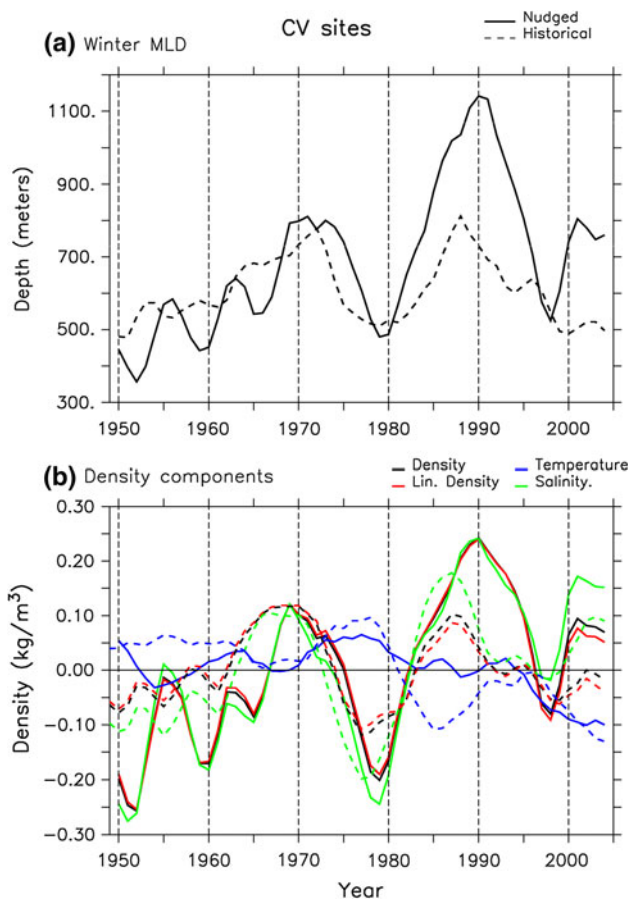 CV sites
Nudged
Historical
(a) Winter MLD
1100.
900.
700.
500.
300.
Depth (meters)
1950 1960 1970 1980 1990 2000
(b) Density components
Density Temperature
Lin. Density Salinity.
0.30
0.20
0.10
0.00
-0.10
-0.20
-0.30
Density (kg/m³)
1950 1960 1970 1980 1990 2000
Year